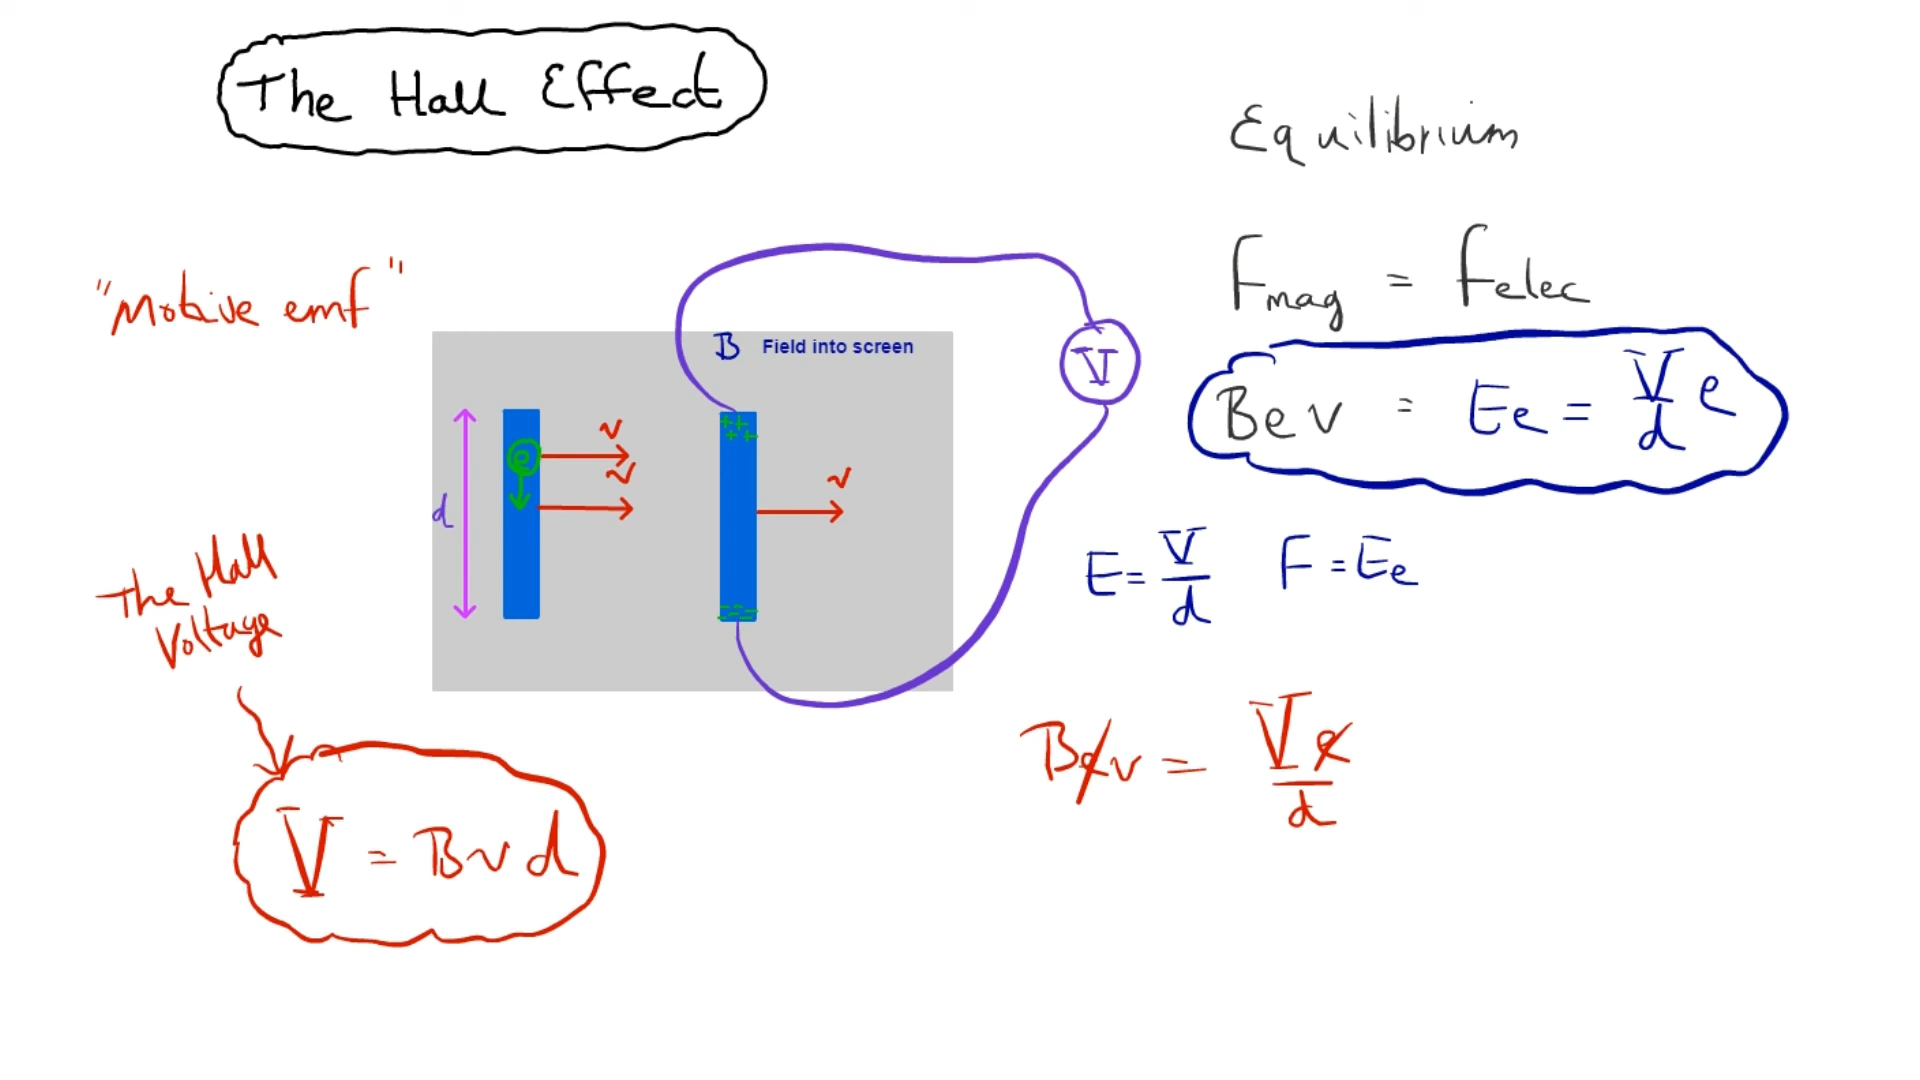 The Hall Effect
Equilibrium
"Motive emf"
Fmag = Felec
B Field into screen
V
Bev = Ee = V/d e
v
v
v
e
d
E = V/d F = Ee
The Hall
Voltage
Bev = Ve/d
V = Bvd
+ + + +
- - - -